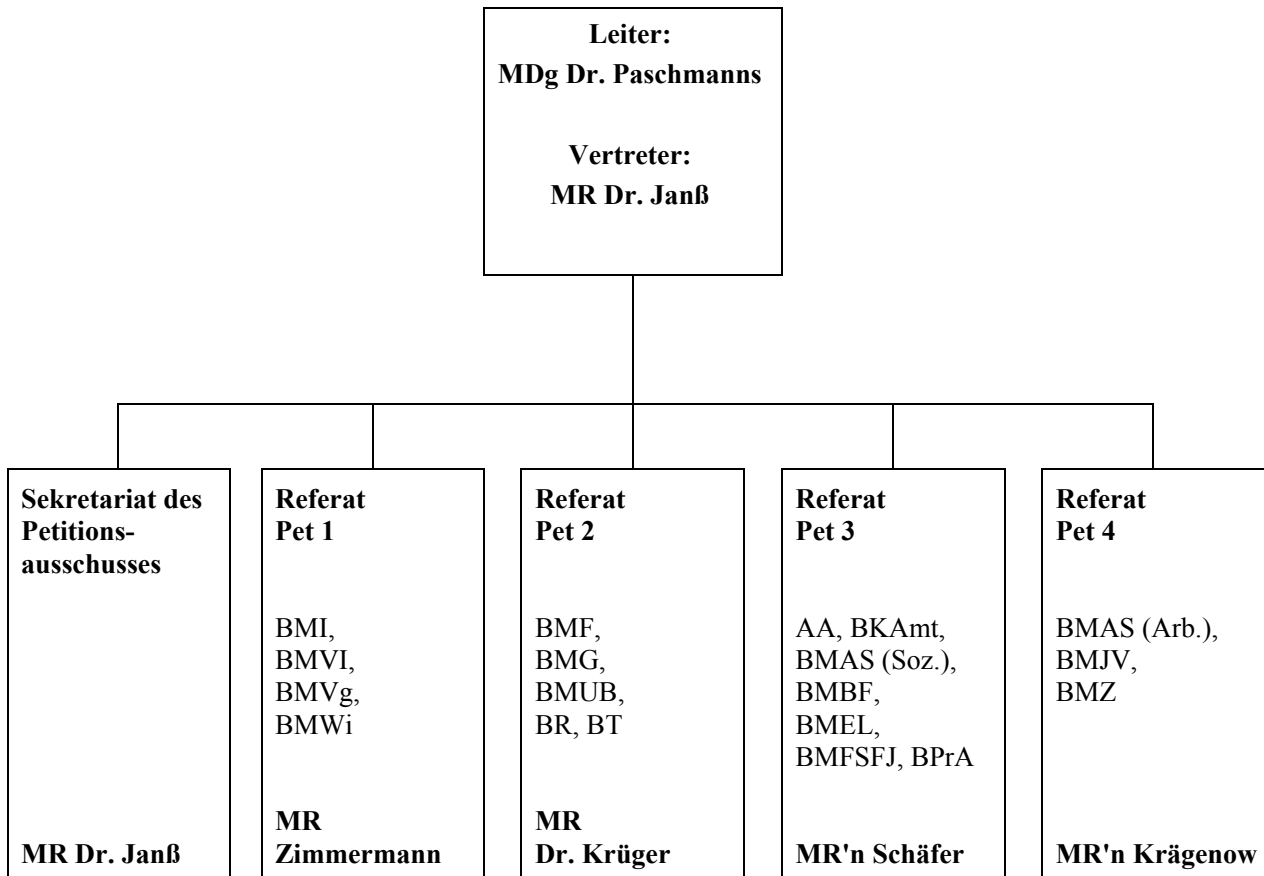 Leiter:
MDg Dr. Paschmanns
Vertreter:
MR Dr. Janß
Sekretariat des
Petitions-
ausschusses
MR Dr. Janß
Referat
Pet 1
BMI,
BMVI,
BMVg,
BMWi
MR
Zimmermann
Referat
Pet 2
BMF,
BMG,
BMUB,
BR, BT
MR
Dr. Krüger
Referat
Pet 3
AA, BKAmt,
BMAS (Soz.),
BMBF,
BMEL,
BMFSFJ, BPrA
MR'n Schäfer
Referat
Pet 4
BMAS (Arb.),
BMJV,
BMZ
MR'n Krägenow